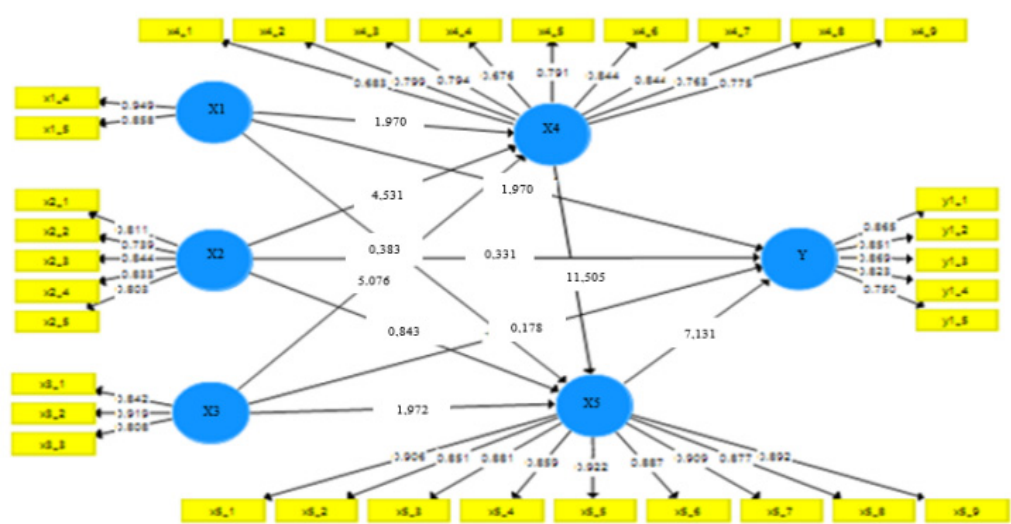 x4_1 x4_2 x4_3 x4_4 x4_5 x4_6 x4_7 x4_8 x4_9
0.683 0.799 0.794 0.676 0.791 0.844 0.844 0.763 0.775
x1_4
x1_5
0.949
0.858
X1
1.970
X4
x2_1
x2_2
x2_3
x2_4
x2_5
0.811
0.739
0.844
0.833
0.803
X2
4,531
1,970
0,383
0,331
5,076
11,505
0,843
0,178
7,131
Y
0.865
0.851
0.869
0.823
0.750
y1_1
y1_2
y1_3
y1_4
y1_5
x3_1
x3_2
x3_3
0.842
0.919
0.808
X3
1,972
X5
0.906 0.851 0.881 0.859 0.922 0.887 0.909 0.877 0.892
x5_1 x5_2 x5_3 x5_4 x5_5 x5_6 x5_7 x5_8 x5_9